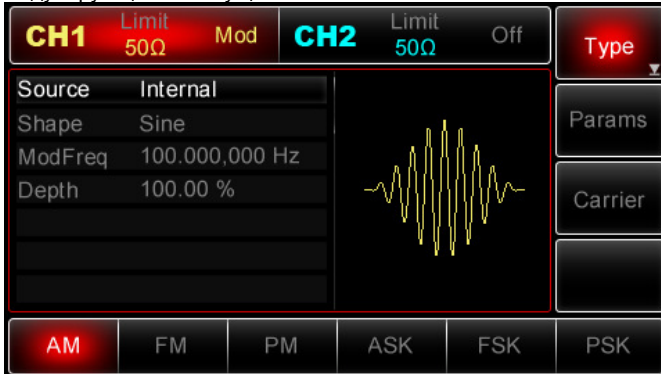 CH1 Limit 50Ω Mod CH2 Limit 50Ω Off
Type
Source Internal
Shape Sine
ModFreq 100.000,000 Hz
Depth 100.00 %
Params
Carrier
AM FM PM ASK FSK PSK